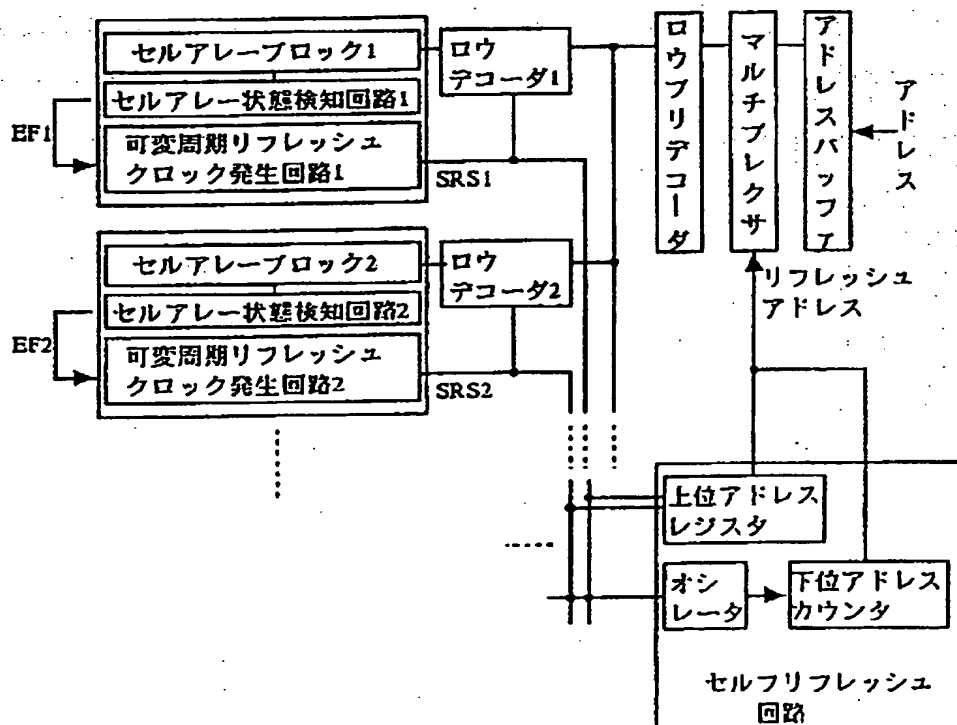 セルアレーブロック1
セルアレー状態検知回路1
可変周期リフレッシュ
クロック発生回路1
EF1
ロウ
デコーダ1
SRS1
ロウプリデコーダ
マルチプレクサ
アドレスバッファ
アドレス
セルアレーブロック2
セルアレー状態検知回路2
可変周期リフレッシュ
クロック発生回路2
EF2
ロウ
デコーダ2
SRS2
リフレッシュ
アドレス
上位アドレス
レジスタ
オシ
レータ
下位アドレス
カウンタ
セルフリフレッシュ
回路